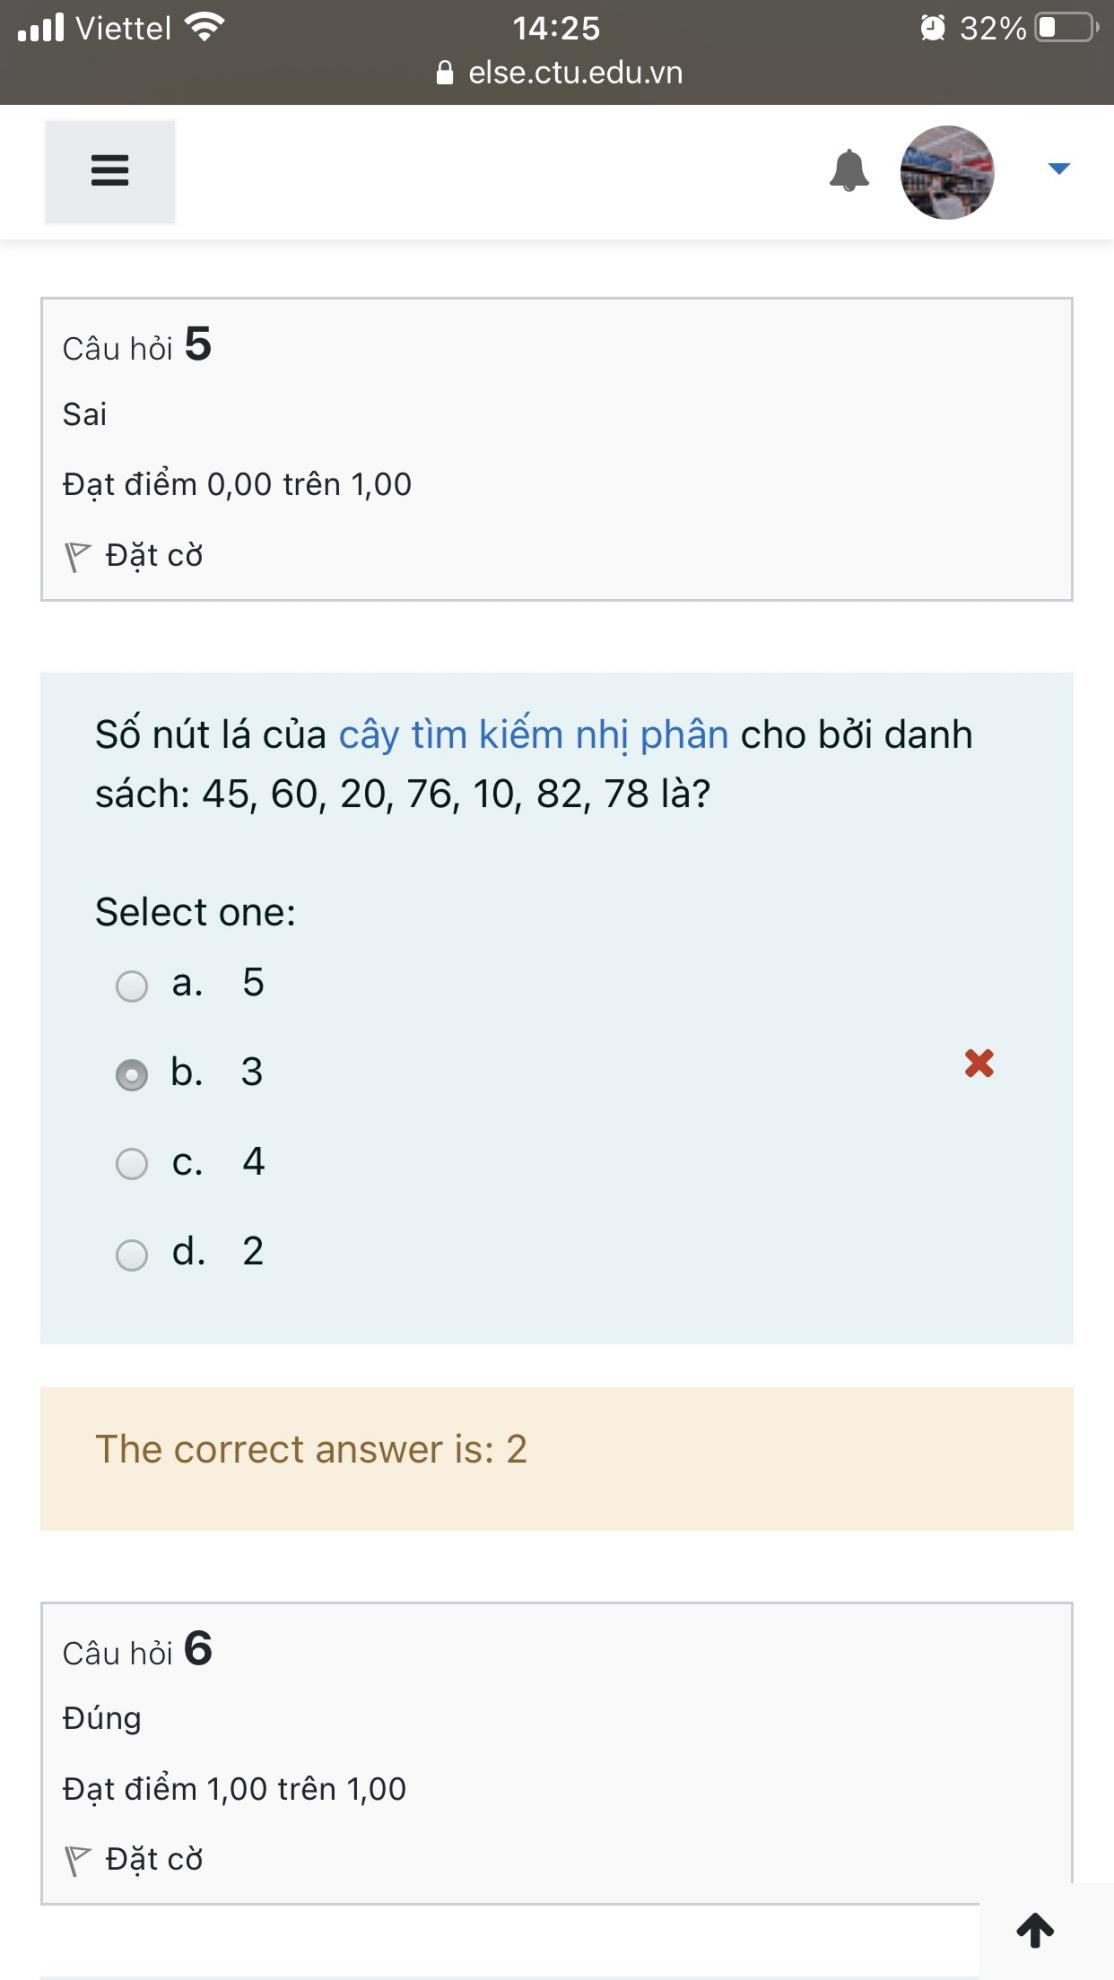 Viettel 14:25 32%
else.ctu.edu.vn
Câu hỏi 5
Sai
Đạt điểm 0,00 trên 1,00
Đặt cờ
Số nút lá của cây tìm kiếm nhị phân cho bởi danh
sách: 45, 60, 20, 76, 10, 82, 78 là?
Select one:
a. 5
b. 3
c. 4
d. 2
The correct answer is: 2
Câu hỏi 6
Đúng
Đạt điểm 1,00 trên 1,00
Đặt cờ